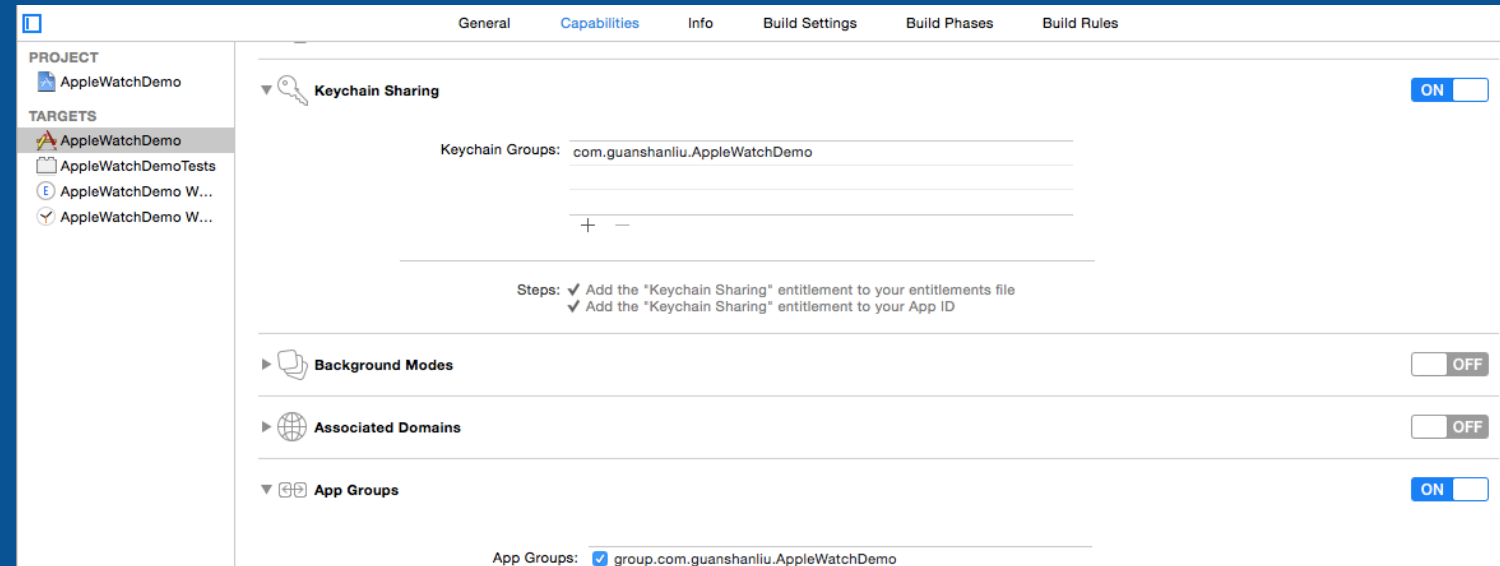 General Capabilities Info Build Settings Build Phases Build Rules
PROJECT
AppleWatchDemo
TARGETS
AppleWatchDemo
AppleWatchDemoTests
E AppleWatchDemo W...
AppleWatchDemo W...
Keychain Sharing ON
Keychain Groups: com.guanshanliu.AppleWatchDemo
Steps: ✔ Add the "Keychain Sharing" entitlement to your entitlements file
✔ Add the "Keychain Sharing" entitlement to your App ID
Background Modes OFF
Associated Domains OFF
App Groups ON
App Groups: group.com.guanshanliu.AppleWatchDemo